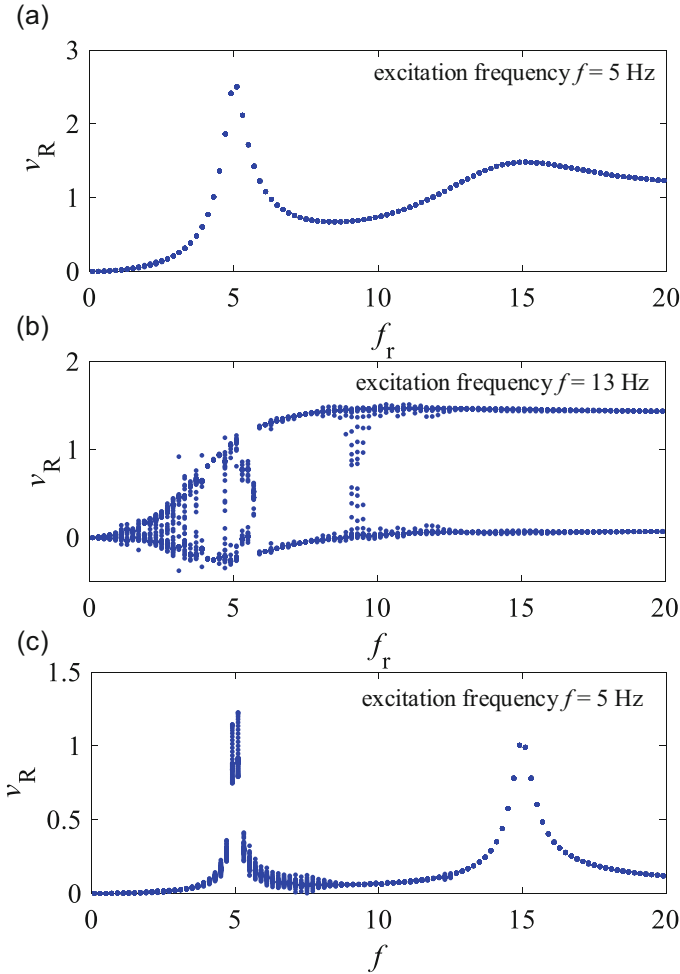 (a)
3
excitation frequency f = 5 Hz
2
v_R
1
0
0 5 10 15 20
f_r
(b)
2
excitation frequency f = 13 Hz
1
v_R
0
0 5 10 15 20
f_r
(c)
1.5
excitation frequency f = 5 Hz
1
v_R
0.5
0
0 5 10 15 20
f